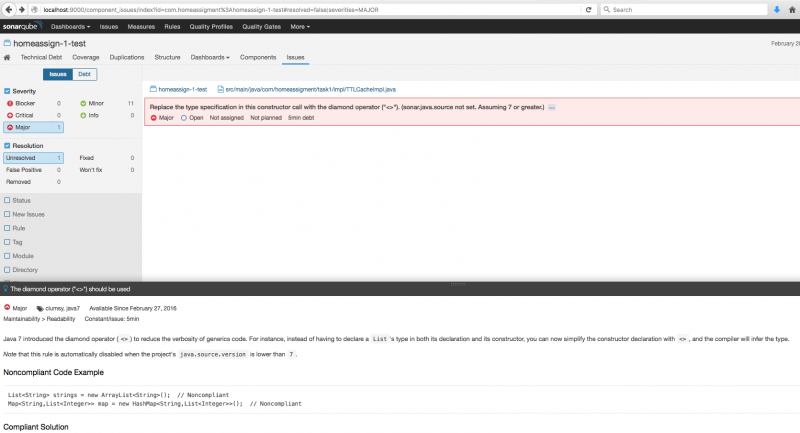 localhost:9000/component_issues/index?id=com.homeassigment%3Ahomeassign-1-test#resolved=false|severities=MAJOR
Search
sonarqube Dashboards Issues Measures Rules Quality Profiles Quality Gates More
homeassign-1-test
February 2
Technical Debt Coverage Duplications Structure Dashboards Components Issues
Issues Debt
Severity
Blocker 0 Minor 11
Critical 0 Info 0
Major 1
Resolution
Unresolved 1 Fixed 0
False Positive 0 Won't fix 0
Removed 0
Status
New Issues
Rule
Tag
Module
Directory
homeassign-1-test src/main/java/com/homeassigment/task1/impl/TTLCacheImpl.java
Replace the type specification in this constructor call with the diamond operator ("<>"). (sonar.java.source not set. Assuming 7 or greater.) ...
Major Open Not assigned Not planned 5min debt
The diamond operator ("<>") should be used
Major clumsy, java7 Available Since February 27, 2016
Maintainability > Readability Constant/issue: 5min
Java 7 introduced the diamond operator ( <> ) to reduce the verbosity of generics code. For instance, instead of having to declare a List 's type in both its declaration and its constructor, you can now simplify the constructor declaration with <> , and the compiler will infer the type.
Note that this rule is automatically disabled when the project's java.source.version is lower than 7 .
Noncompliant Code Example
List<String> strings = new ArrayList<String>(); // Noncompliant
Map<String,List<Integer>> map = new HashMap<String,List<Integer>>(); // Noncompliant
Compliant Solution